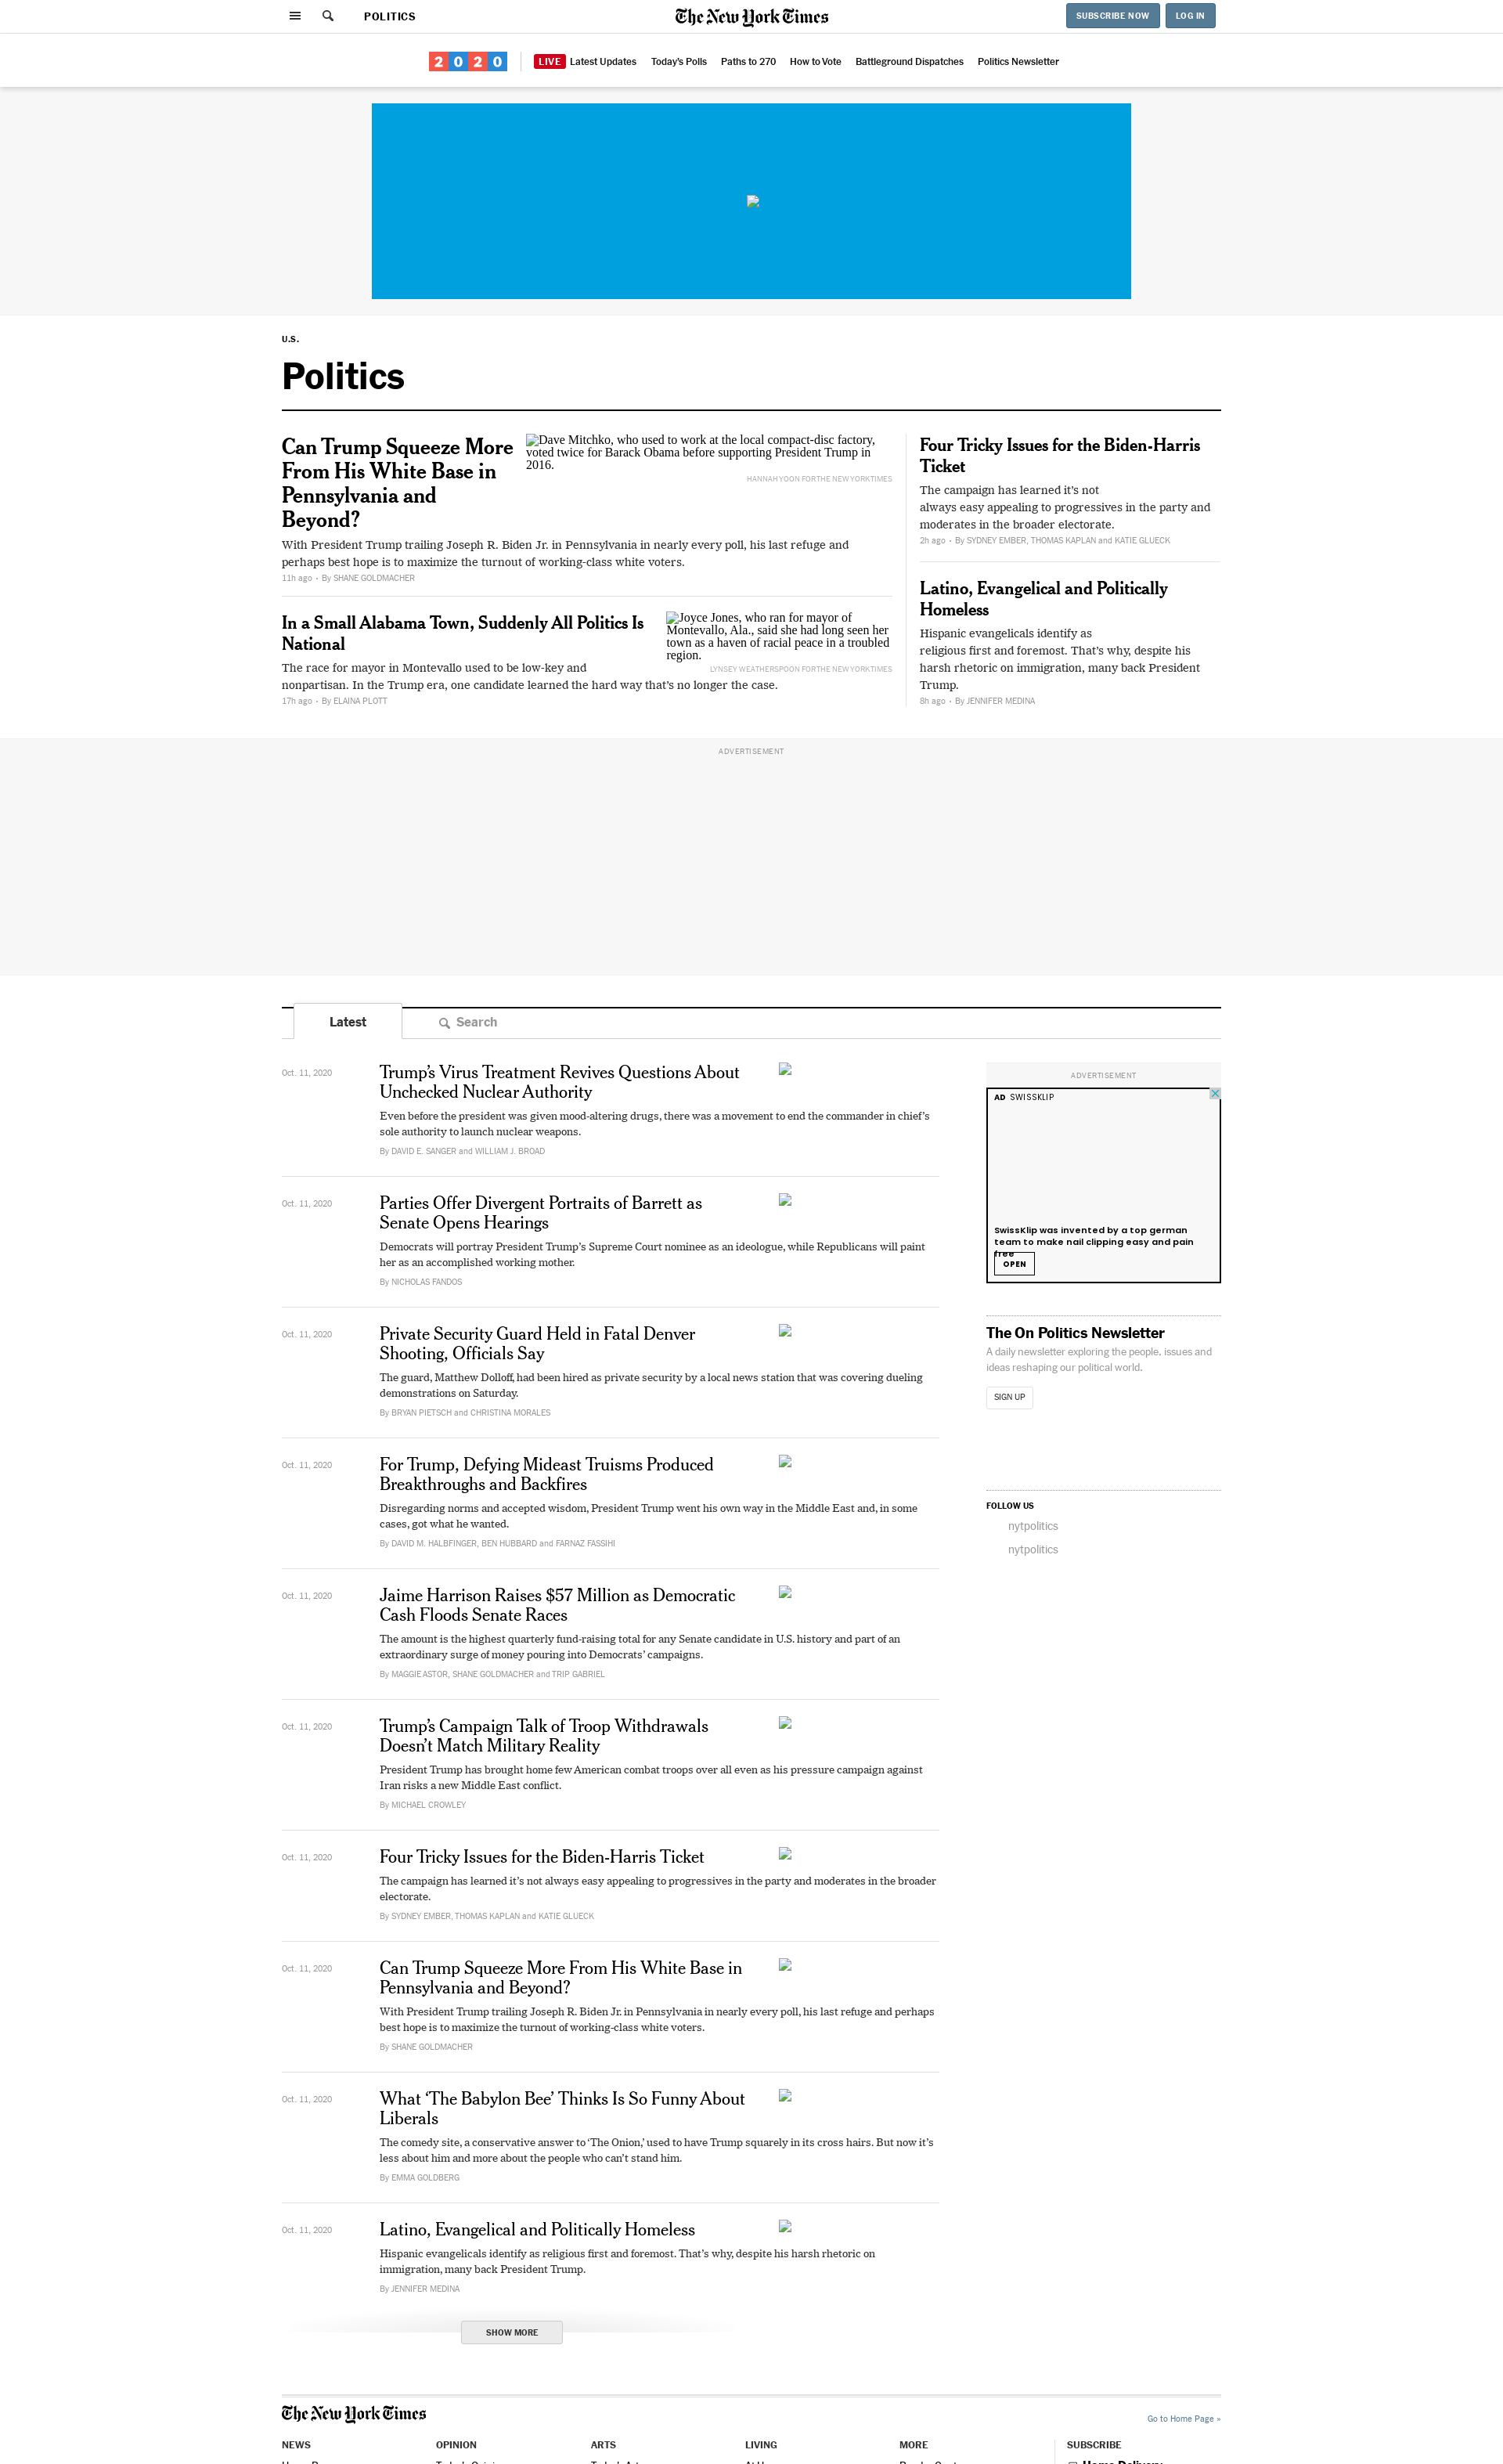 POLITICS
The New York Times
SUBSCRIBE NOW
LOG IN
2020
LIVE Latest Updates
Today's Polls
Paths to 270
How to Vote
Battleground Dispatches
Politics Newsletter
U.S.
Politics
Can Trump Squeeze More
From His White Base in
Pennsylvania and
Beyond?
Dave Mitchko, who used to work at the local compact-disc factory,
voted twice for Barack Obama before supporting President Trump in
2016.
HANNAH YOON FOR THE NEW YORK TIMES
With President Trump trailing Joseph R. Biden Jr. in Pennsylvania in nearly every poll, his last refuge and
perhaps best hope is to maximize the turnout of working-class white voters.
11h ago • By SHANE GOLDMACHER
In a Small Alabama Town, Suddenly All Politics Is
National
Joyce Jones, who ran for mayor of
Montevallo, Ala., said she had long seen her
town as a haven of racial peace in a troubled
region.
LYNSEY WEATHERSPOON FOR THE NEW YORK TIMES
The race for mayor in Montevallo used to be low-key and
nonpartisan. In the Trump era, one candidate learned the hard way that’s no longer the case.
17h ago • By ELAINA PLOTT
Four Tricky Issues for the Biden-Harris
Ticket
The campaign has learned it’s not
always easy appealing to progressives in the party and
moderates in the broader electorate.
2h ago • By SYDNEY EMBER, THOMAS KAPLAN and KATIE GLUECK
Latino, Evangelical and Politically
Homeless
Hispanic evangelicals identify as
religious first and foremost. That’s why, despite his
harsh rhetoric on immigration, many back President
Trump.
8h ago • By JENNIFER MEDINA
ADVERTISEMENT
Latest
Search
Oct. 11, 2020
Trump’s Virus Treatment Revives Questions About
Unchecked Nuclear Authority
Even before the president was given mood-altering drugs, there was a movement to end the commander in chief’s
sole authority to launch nuclear weapons.
By DAVID E. SANGER and WILLIAM J. BROAD
Oct. 11, 2020
Parties Offer Divergent Portraits of Barrett as
Senate Opens Hearings
Democrats will portray President Trump’s Supreme Court nominee as an ideologue, while Republicans will paint
her as an accomplished working mother.
By NICHOLAS FANDOS
Oct. 11, 2020
Private Security Guard Held in Fatal Denver
Shooting, Officials Say
The guard, Matthew Dolloff, had been hired as private security by a local news station that was covering dueling
demonstrations on Saturday.
By BRYAN PIETSCH and CHRISTINA MORALES
Oct. 11, 2020
For Trump, Defying Mideast Truisms Produced
Breakthroughs and Backfires
Disregarding norms and accepted wisdom, President Trump went his own way in the Middle East and, in some
cases, got what he wanted.
By DAVID M. HALBFINGER, BEN HUBBARD and FARNAZ FASSIHI
Oct. 11, 2020
Jaime Harrison Raises $57 Million as Democratic
Cash Floods Senate Races
The amount is the highest quarterly fund-raising total for any Senate candidate in U.S. history and part of an
extraordinary surge of money pouring into Democrats’ campaigns.
By MAGGIE ASTOR, SHANE GOLDMACHER and TRIP GABRIEL
Oct. 11, 2020
Trump’s Campaign Talk of Troop Withdrawals
Doesn’t Match Military Reality
President Trump has brought home few American combat troops over all even as his pressure campaign against
Iran risks a new Middle East conflict.
By MICHAEL CROWLEY
Oct. 11, 2020
Four Tricky Issues for the Biden-Harris Ticket
The campaign has learned it’s not always easy appealing to progressives in the party and moderates in the broader
electorate.
By SYDNEY EMBER, THOMAS KAPLAN and KATIE GLUECK
Oct. 11, 2020
Can Trump Squeeze More From His White Base in
Pennsylvania and Beyond?
With President Trump trailing Joseph R. Biden Jr. in Pennsylvania in nearly every poll, his last refuge and perhaps
best hope is to maximize the turnout of working-class white voters.
By SHANE GOLDMACHER
Oct. 11, 2020
What ‘The Babylon Bee’ Thinks Is So Funny About
Liberals
The comedy site, a conservative answer to ‘The Onion,’ used to have Trump squarely in its cross hairs. But now it’s
less about him and more about the people who can’t stand him.
By EMMA GOLDBERG
Oct. 11, 2020
Latino, Evangelical and Politically Homeless
Hispanic evangelicals identify as religious first and foremost. That’s why, despite his harsh rhetoric on
immigration, many back President Trump.
By JENNIFER MEDINA
SHOW MORE
ADVERTISEMENT
AD SWISSKLIP
SwissKlip was invented by a top german
team to make nail clipping easy and pain
free
OPEN
The On Politics Newsletter
A daily newsletter exploring the people, issues and
ideas reshaping our political world.
SIGN UP
FOLLOW US
nytpolitics
nytpolitics
The New York Times
Go to Home Page »
NEWS
OPINION
ARTS
LIVING
MORE
SUBSCRIBE